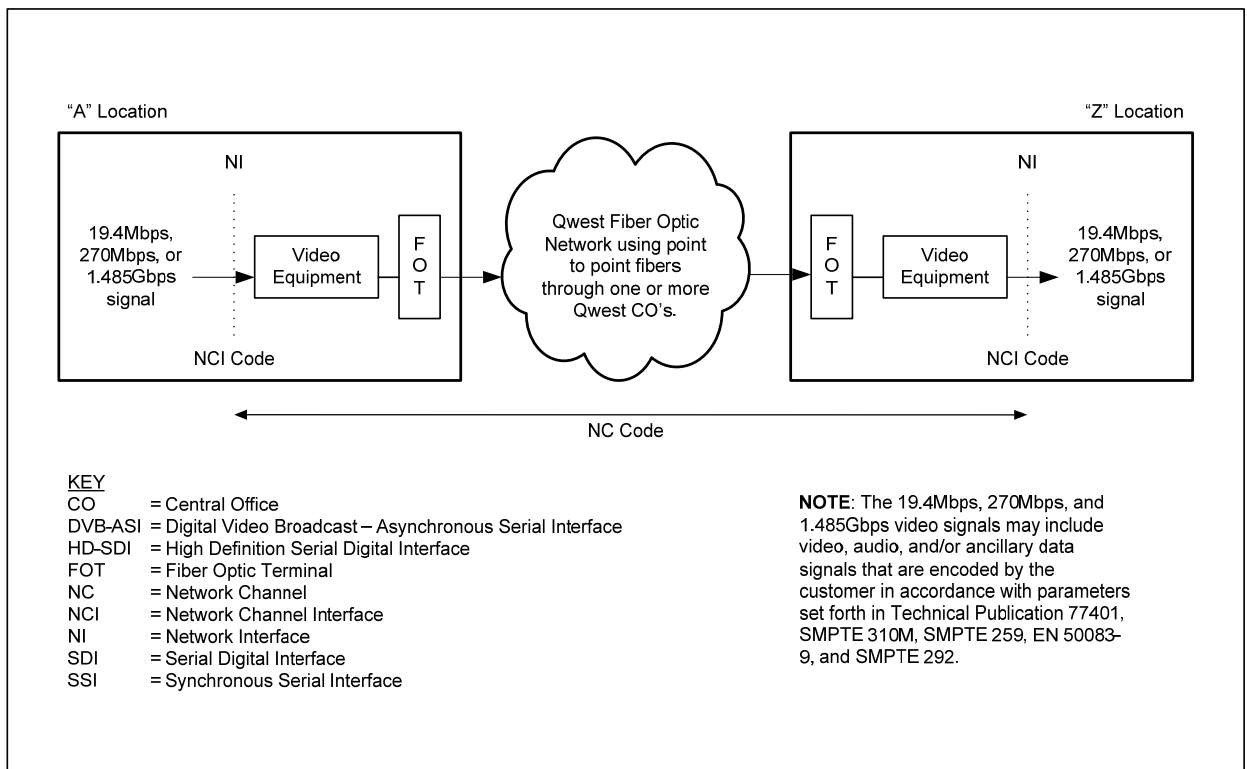 "A" Location
"Z" Location
NI
19.4Mbps,
270Mbps, or
1.485Gbps
signal
Video
Equipment
F
O
T
NCI Code
Qwest Fiber Optic
Network using point
to point fibers
through one or more
Qwest CO's.
F
O
T
Video
Equipment
NI
19.4Mbps,
270Mbps, or
1.485Gbps
signal
NCI Code
NC Code
KEY
CO = Central Office
DVB-ASI = Digital Video Broadcast – Asynchronous Serial Interface
HD-SDI = High Definition Serial Digital Interface
FOT = Fiber Optic Terminal
NC = Network Channel
NCI = Network Channel Interface
NI = Network Interface
SDI = Serial Digital Interface
SSI = Synchronous Serial Interface
NOTE: The 19.4Mbps, 270Mbps, and
1.485Gbps video signals may include
video, audio, and/or ancillary data
signals that are encoded by the
customer in accordance with parameters
set forth in Technical Publication 77401,
SMPTE 310M, SMPTE 259, EN 50083-
9, and SMPTE 292.